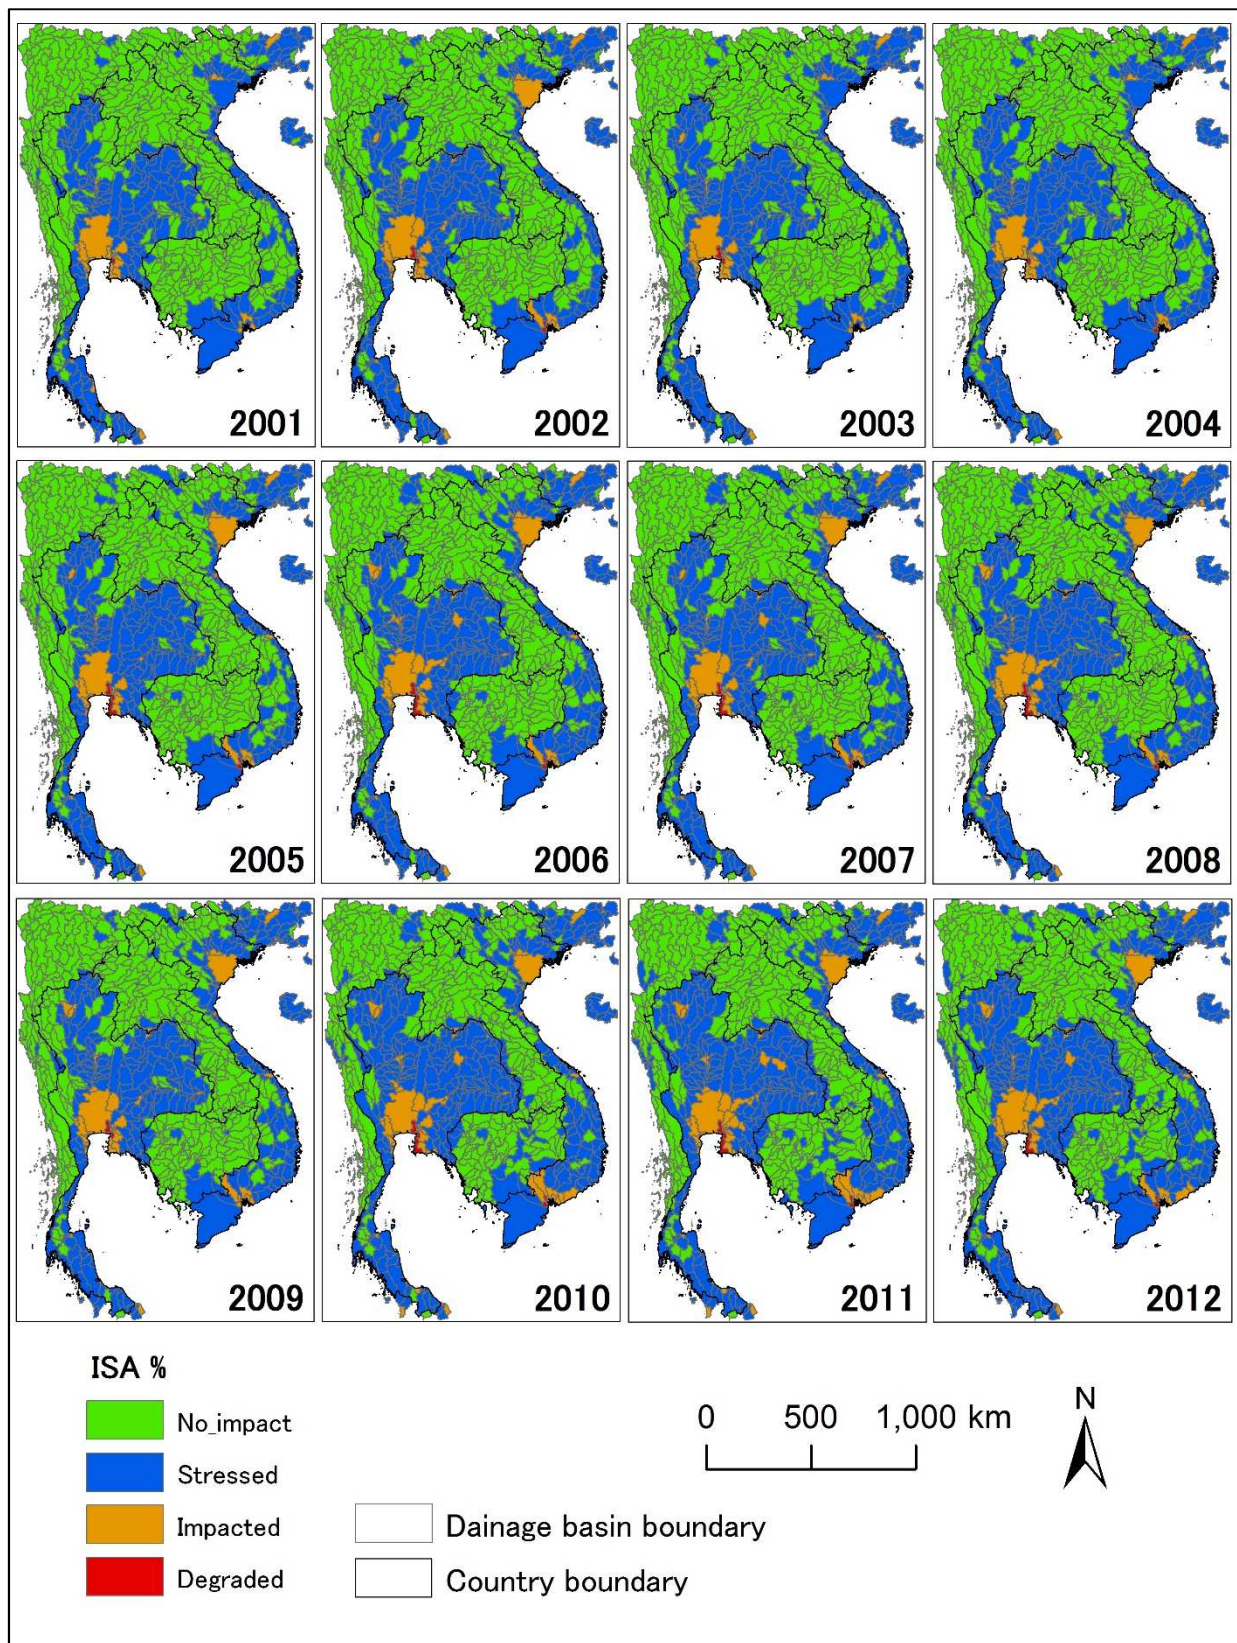 2001
2002
2003
2004
2005
2006
2007
2008
2009
2010
2011
2012
ISA %
No_impact
Stressed
Impacted
Degraded
Dainage basin boundary
Country boundary
0 500 1,000 km
N